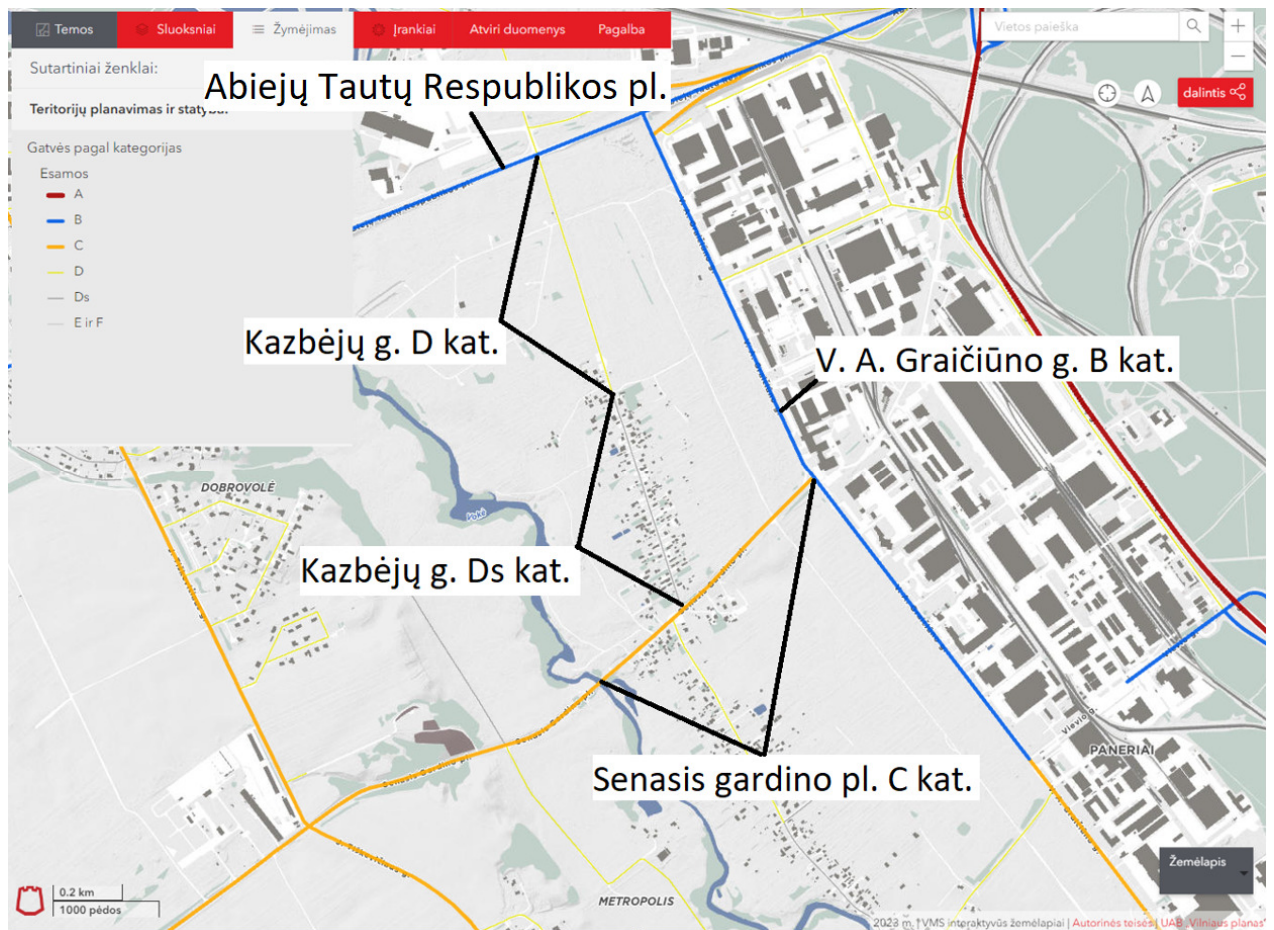 Temos
Sluoksniai
Žymėjimas
Įrankiai
Atviri duomenys
Pagalba
Vietos paieška
+
−
dalintis
Sutartiniai ženklai:
Abiejų Tautų Respublikos pl.
Teritorijų planavimas ir statyba:
Gatvės pagal kategorijas
Esamos
A
B
C
D
Ds
E ir F
Kazbėjų g. D kat.
V. A. Graičiūno g. B kat.
DOBROVOLĖ
Vokė
Kazbėjų g. Ds kat.
Vievio g.
PANERIAI
Senasis gardino pl. C kat.
Žemėlapis
METROPOLIS
0.2 km
1000 pėdos
2023 m. VMS interaktyvūs žemėlapiai | Autorinės teisės | UAB „Vilniaus planas“